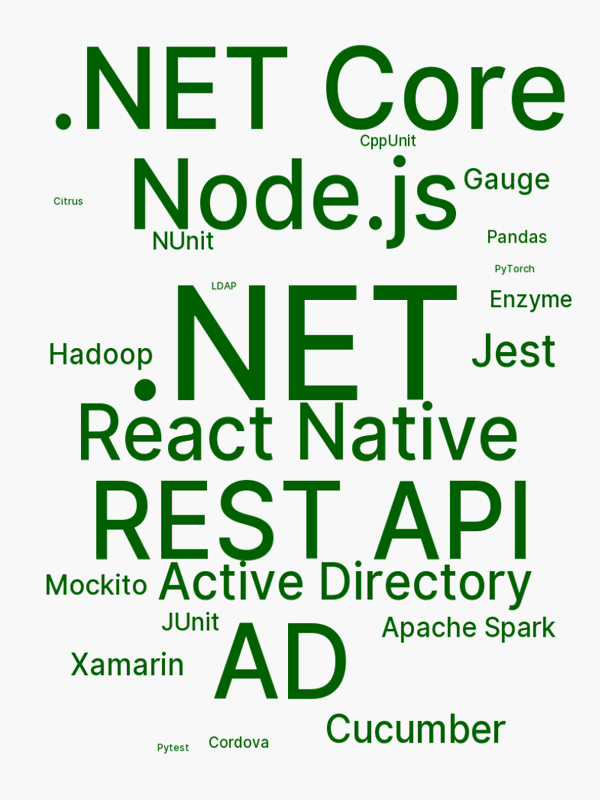 .NET Core
CppUnit
Node.js
Gauge
Citrus
NUnit
Pandas
PyTorch
LDAP
.NET
Enzyme
Hadoop
Jest
React Native
REST API
Mockito
Active Directory
JUnit
AD
Apache Spark
Xamarin
Cucumber
Pytest
Cordova